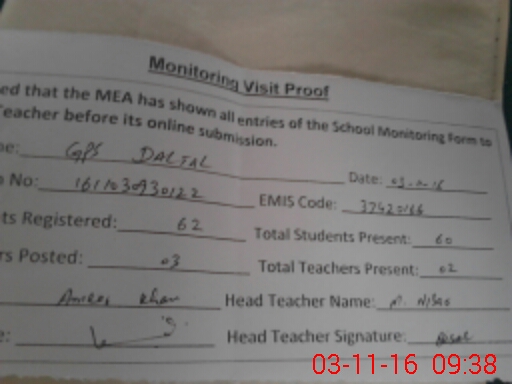 Monitoring Visit Proof
ed that the MEA has shown all entries of the School Monitoring Form to
Teacher before its online submission.
GPS DALTAL Date:
No: EMIS Code:
ts Registered: 62 Total Students Present: 60
rs Posted: 03 Total Teachers Present: 02
Khan Head Teacher Name:
Head Teacher Signature:
03-11-16 09:38